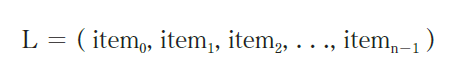 L = ( item₀, item₁, item₂, . . ., itemₙ₋₁ )